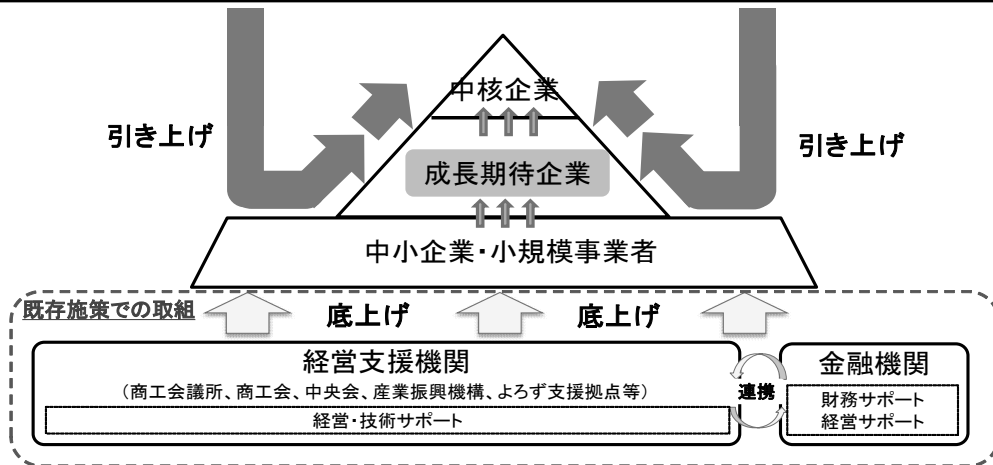 中核企業
引き上げ
引き上げ
成長期待企業
中小企業・小規模事業者
既存施策での取組
底上げ
底上げ
経営支援機関
(商工会議所、商工会、中央会、産業振興機構、よろず支援拠点等)
経営・技術サポート
連携
金融機関
財務サポート
経営サポート